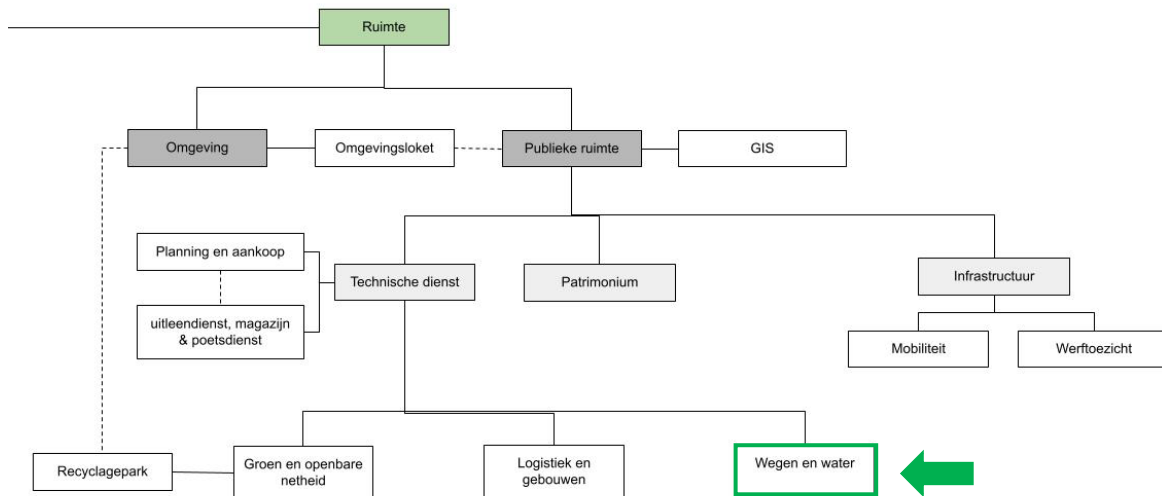 Ruimte
Omgeving
Omgevingsloket
Publieke ruimte
GIS
Planning en aankoop
Technische dienst
Patrimonium
Infrastructuur
uitleendienst, magazijn
& poetsdienst
Mobiliteit
Werftoezicht
Recyclagepark
Groen en openbare
netheid
Logistiek en
gebouwen
Wegen en water